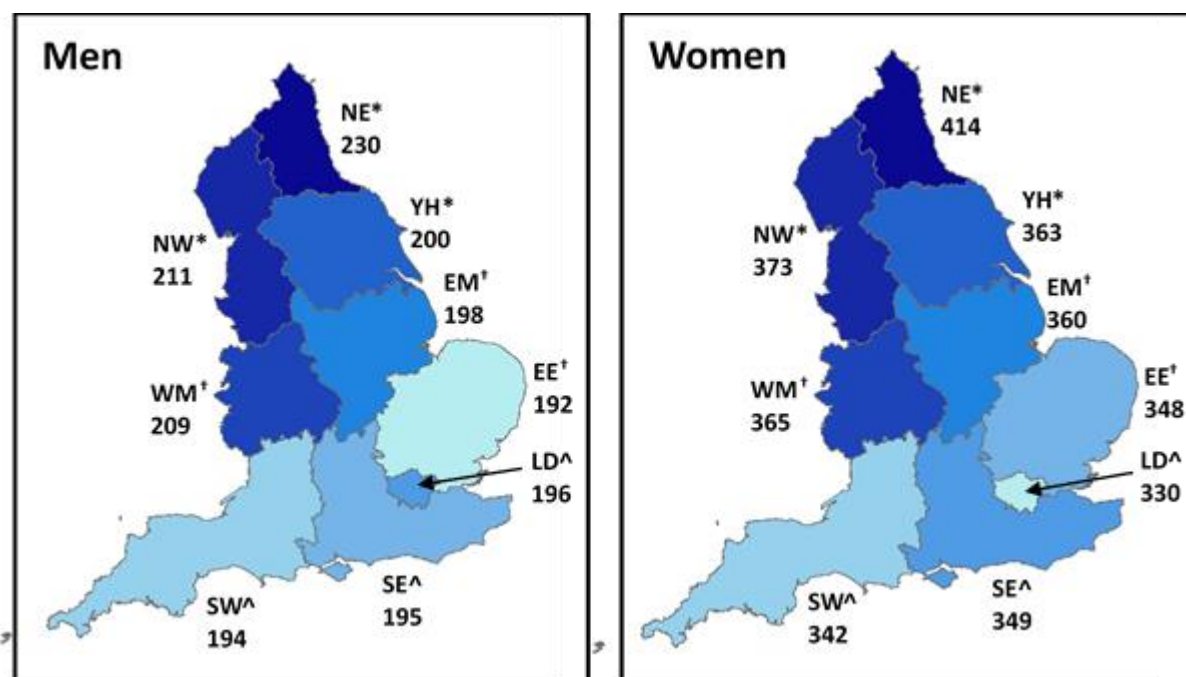 Men
NE*
230
YH*
200
NW*
211
EM†
198
WM†
209
EE†
192
LD^
196
SE^
195
SW^
194
Women
NE*
414
YH*
363
NW*
373
EM†
360
WM†
365
EE†
348
LD^
330
SE^
349
SW^
342